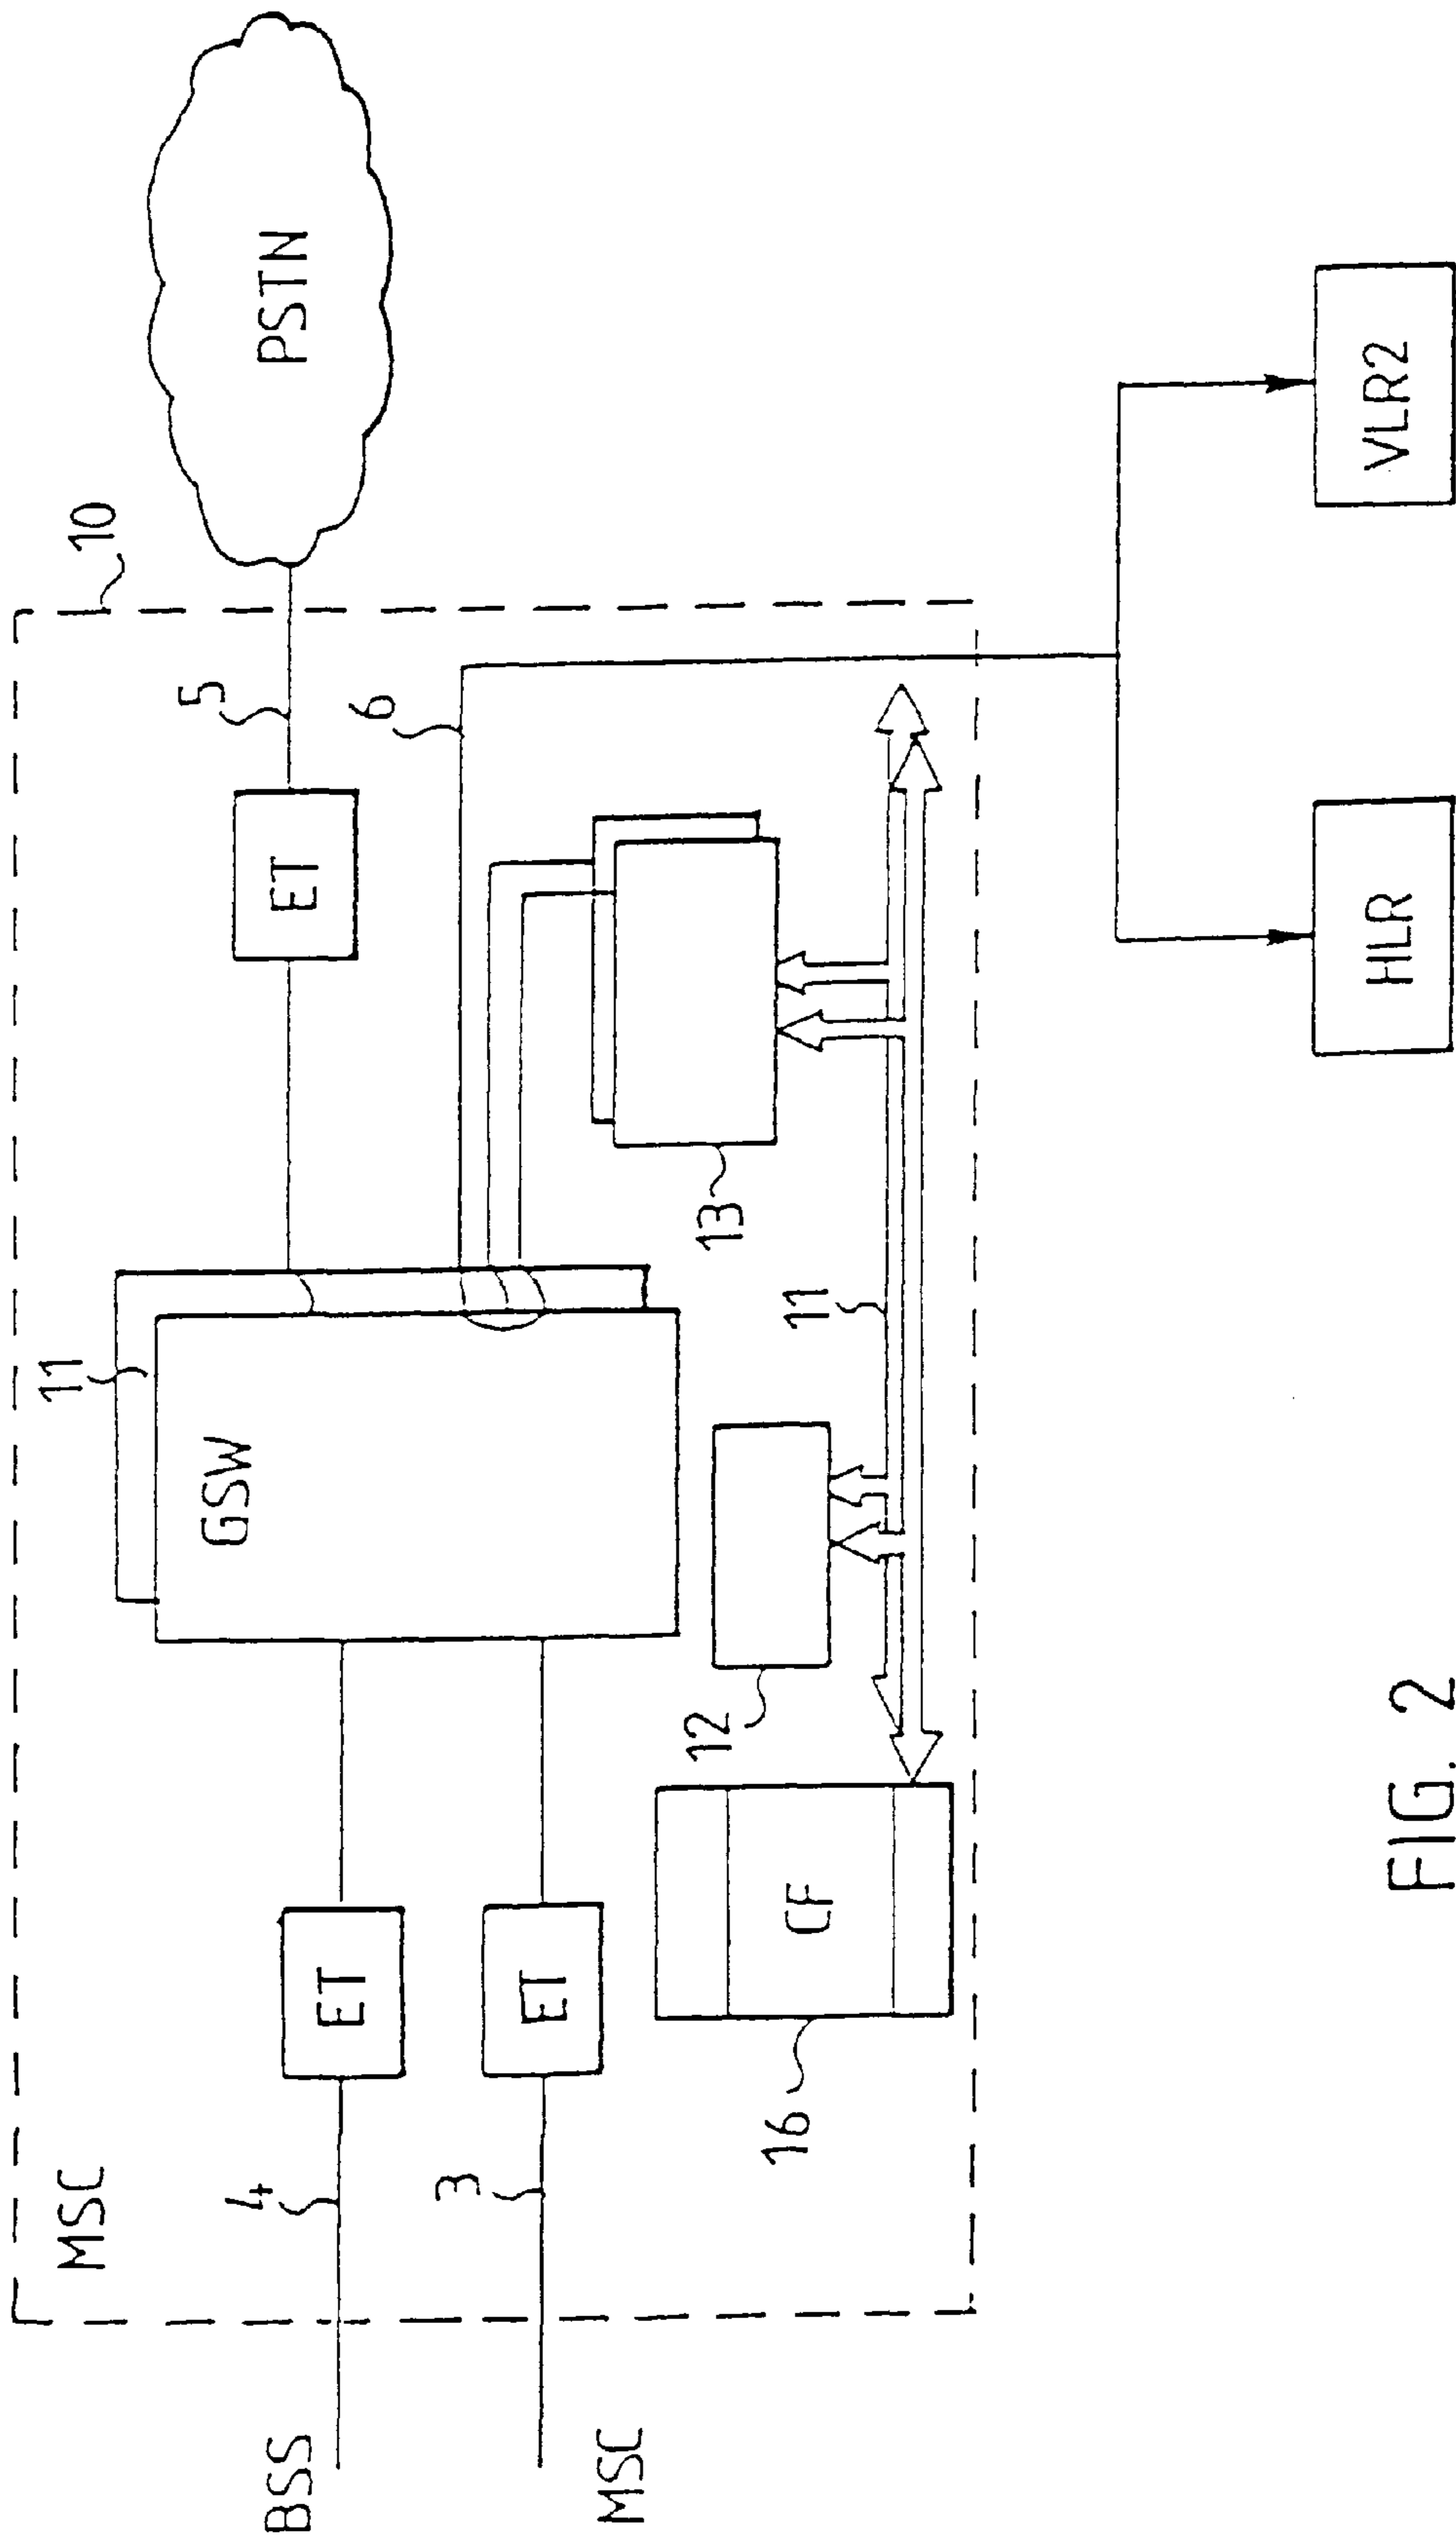 MSC
10
11
5
PSTN
ET
BSS
4
ET
GSW
6
MSC
3
ET
12
13
11
16
CF
HLR
VLR2
FIG. 2